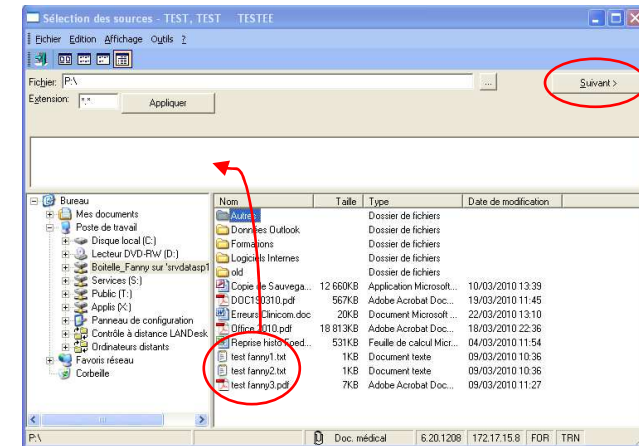 Sélection des sources - TEST, TEST TESTEE
Fichier Edition Affichage Outils ?
Fichier: P:\ ... Suivant >
Extension: *.* Appliquer
Bureau
Mes documents
Poste de travail
Disque local (C:)
Lecteur DVD-RW (D:)
Boitelle_Fanny sur 'srvdatasp1
Services (S:)
Public (T:)
Applis (X:)
Panneau de configuration
Contrôle à distance LANDesk
Ordinateurs distants
Favoris réseau
Corbeille
Nom Taille Type Date de modification
Autres Dossier de fichiers
Données Outlook Dossier de fichiers
Formations Dossier de fichiers
Logiciels Internes Dossier de fichiers
old Dossier de fichiers
Copie de Sauvega... 12 660KB Application Microsoft... 10/03/2010 13:39
DOC190310.pdf 567KB Adobe Acrobat Doc... 19/03/2010 11:45
Erreurs Clinicom.doc 20KB Document Microsoft ... 22/03/2010 13:10
Office 2010.pdf 18 813KB Adobe Acrobat Doc... 18/03/2010 22:36
Reprise histo Foed... 531KB Feuille de calcul Micr... 04/03/2010 11:54
test fanny1.txt 1KB Document texte 09/03/2010 10:36
test fanny2.txt 1KB Document texte 09/03/2010 10:36
test fanny3.pdf 7KB Adobe Acrobat Doc... 09/03/2010 11:27
P:\ Doc. médical 6.20.1208 172.17.15.8 FOR TRN